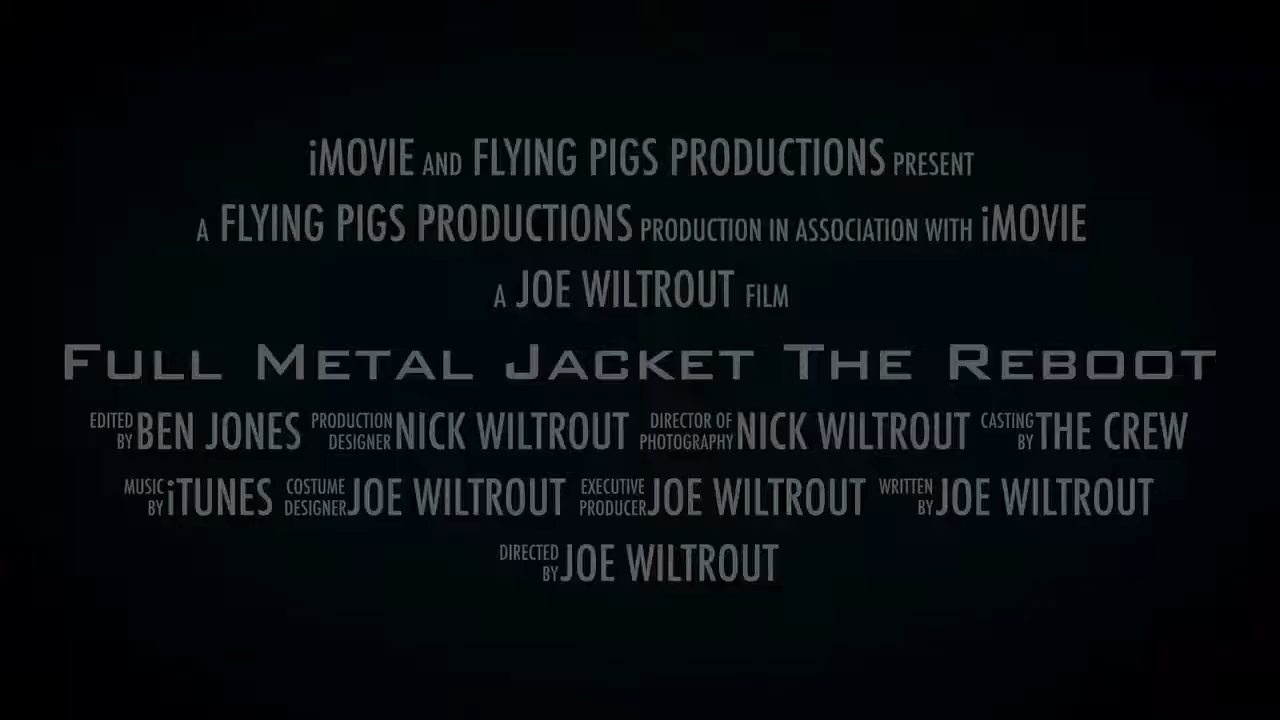 iMOVIE AND FLYING PIGS PRODUCTIONS PRESENT
A FLYING PIGS PRODUCTIONS PRODUCTION IN ASSOCIATION WITH iMOVIE
A JOE WILTROUT FILM
FULL METAL JACKET THE REBOOT
EDITED BY BEN JONES PRODUCTION DESIGNER NICK WILTROUT DIRECTOR OF PHOTOGRAPHY NICK WILTROUT CASTING BY THE CREW
MUSIC BY iTUNES COSTUME DESIGNER JOE WILTROUT EXECUTIVE PRODUCER JOE WILTROUT WRITTEN BY JOE WILTROUT
DIRECTED BY JOE WILTROUT